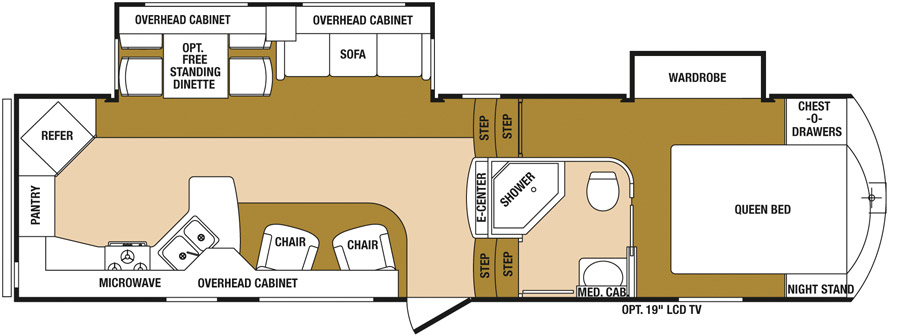 OVERHEAD CABINET
OVERHEAD CABINET
OPT.
FREE
STANDING
DINETTE
SOFA
WARDROBE
REFER
STEP
STEP
CHEST
-O-
DRAWERS
PANTRY
E-CENTER
SHOWER
QUEEN BED
CHAIR
CHAIR
STEP
STEP
MICROWAVE
OVERHEAD CABINET
MED. CAB.
NIGHT STAND
OPT. 19" LCD TV